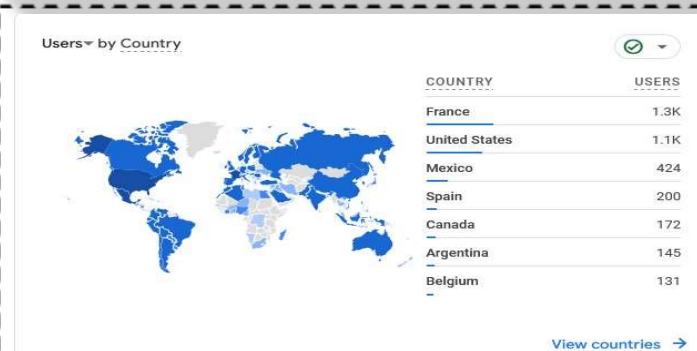 Users by Country
COUNTRY USERS
France 1.3K
United States 1.1K
Mexico 424
Spain 200
Canada 172
Argentina 145
Belgium 131
View countries →